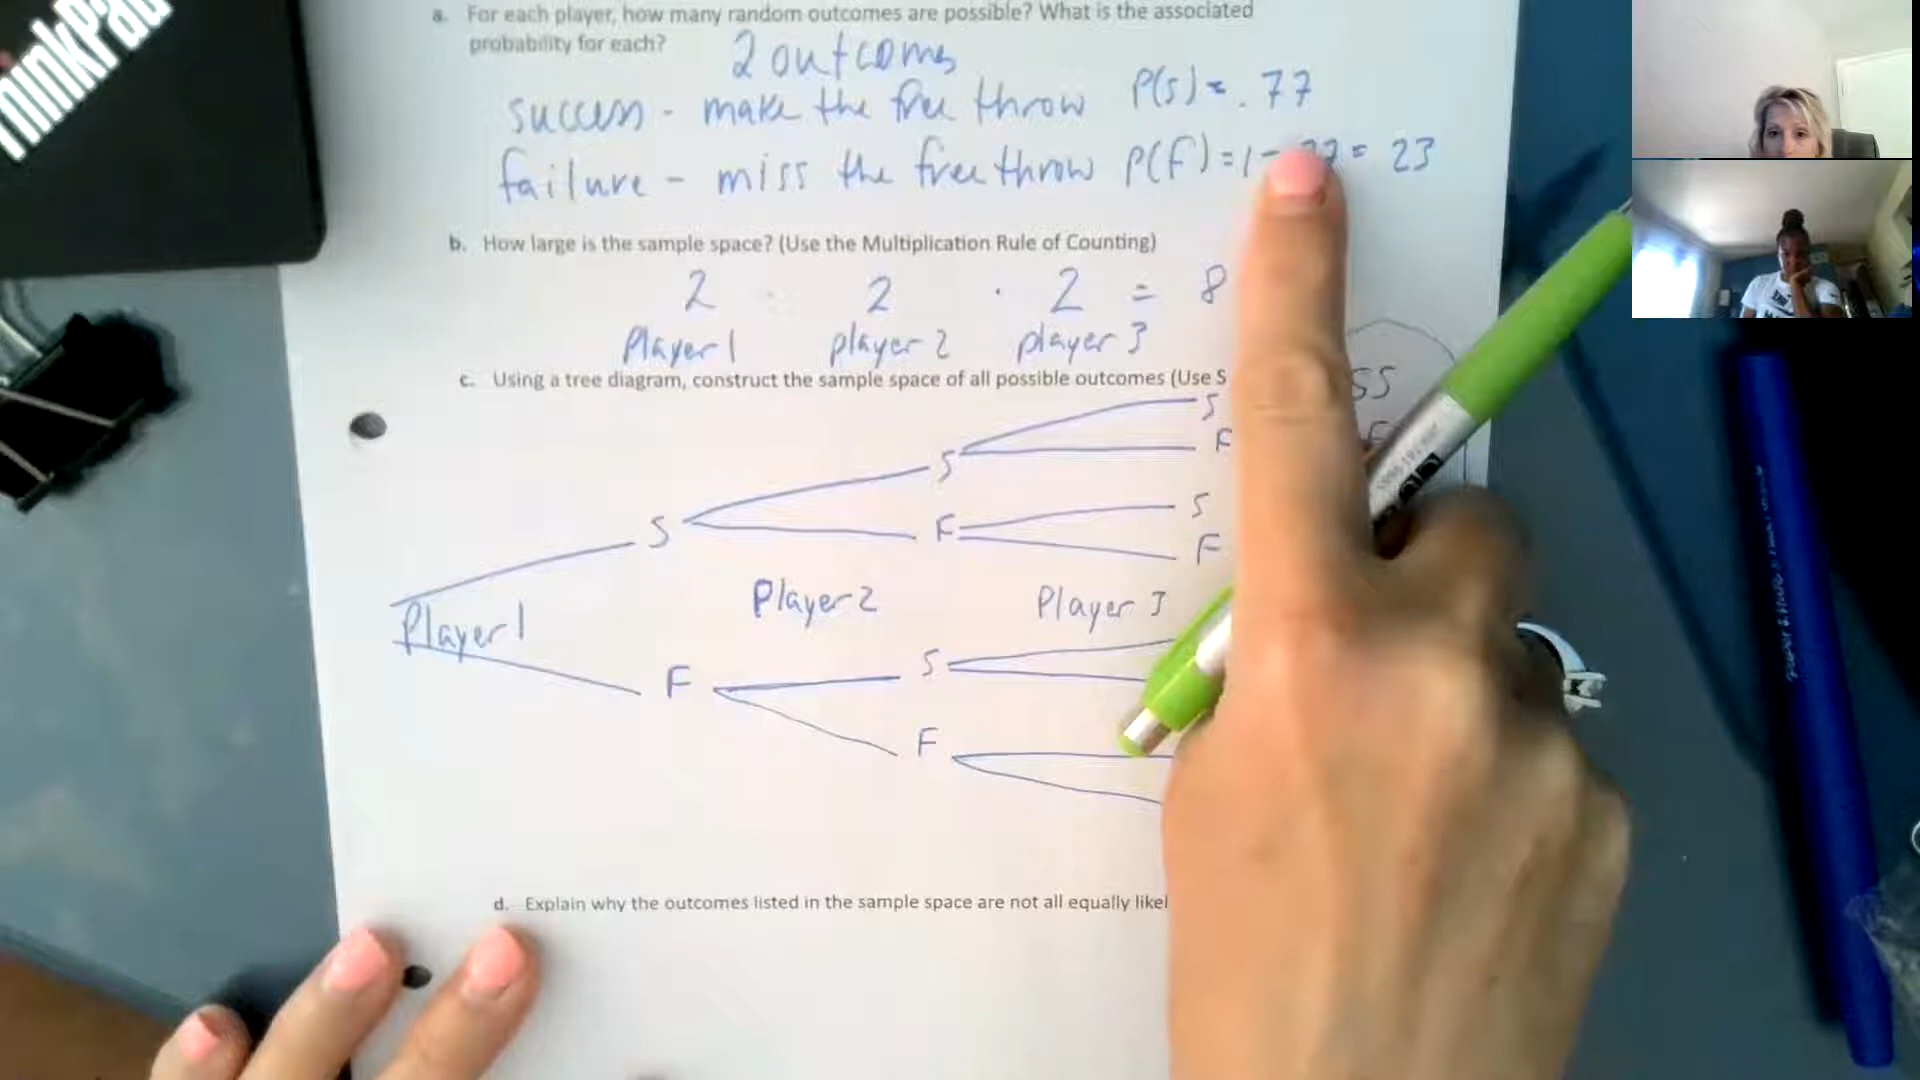 ThinkPad
a. For each player, how many random outcomes are possible? What is the associated
probability for each?
2 outcomes
success - make the free throw P(s) = .77
failure - miss the free throw P(F) = 1 - = 23
b. How large is the sample space? (Use the Multiplication Rule of Counting)
2 · 2 · 2 = 8
Player 1 player 2 player 3
c. Using a tree diagram, construct the sample space of all possible outcomes (Use S
SS
S
F
F
S
S
F
S
F
Player 1 Player 2 Player 3
S
F
F
d. Explain why the outcomes listed in the sample space are not all equally likel